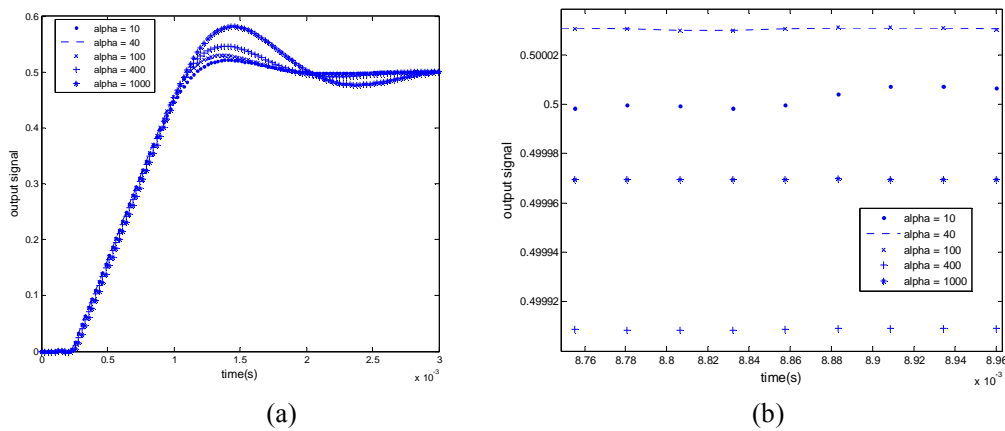 alpha = 10
alpha = 40
alpha = 100
alpha = 400
alpha = 1000
output signal
0.6
0.5
0.4
0.3
0.2
0.1
0
0 0.5 1 1.5 2 2.5 3
x 10⁻³
time(s)
(a)
output signal
0.50002
0.5
0.49998
0.49996
0.49994
0.49992
alpha = 10
alpha = 40
alpha = 100
alpha = 400
alpha = 1000
8.76 8.78 8.8 8.82 8.84 8.86 8.88 8.9 8.92 8.94 8.96
time(s)
x 10⁻³
(b)